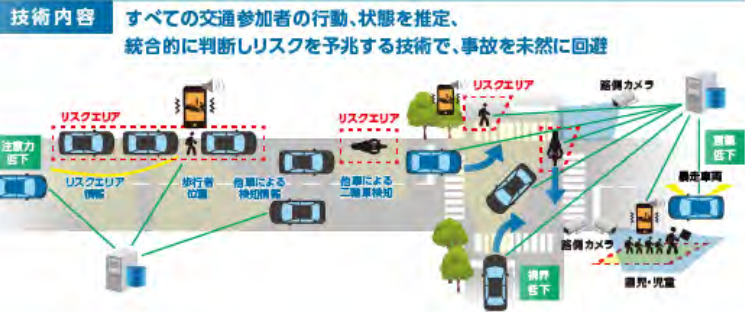 技術内容
すべての交通参加者の行動、状態を推定、
統合的に判断しリスクを予兆する技術で、事故を未然に回避
リスクエリア
リスクエリア
リスクエリア
路側カメラ
注意力
低下
リスクエリア
情報
歩行者
位置
他車による
検知情報
他車による
二輪車検知
低下
暴走車両
路側カメラ
視界
低下
園児・児童